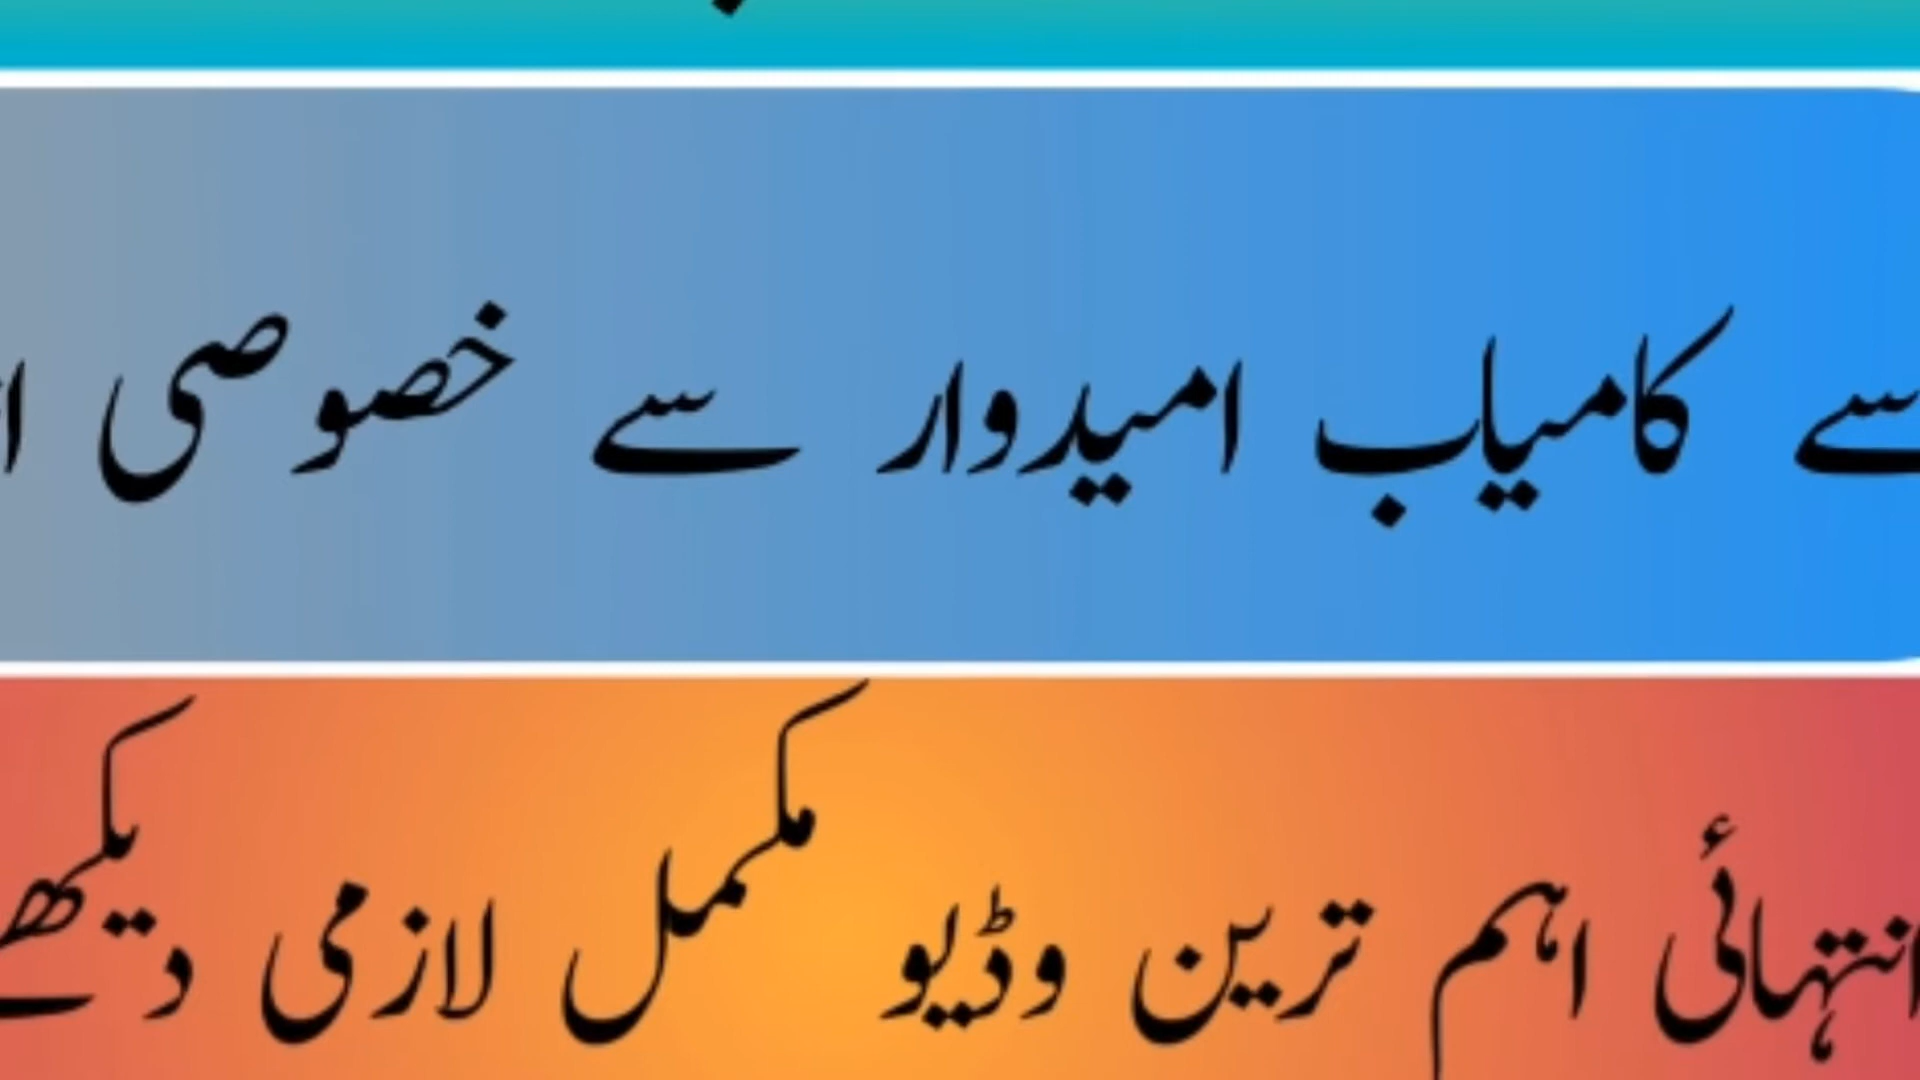 سے کامیاب امیدوار سے خصوصی
انتہائی اہم ترین وڈیو مکمل لازمی دیکھے